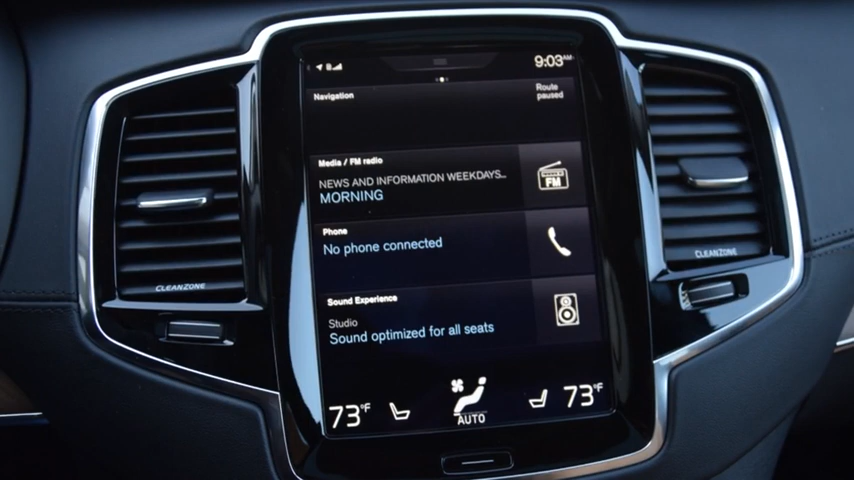 9:03AM
Navigation
Route
paused
Media / FM radio
NEWS AND INFORMATION WEEKDAYS...
MORNING
FM
Phone
No phone connected
CLEANZONE
CLEANZONE
Sound Experience
Studio
Sound optimized for all seats
73°F
AUTO
73°F